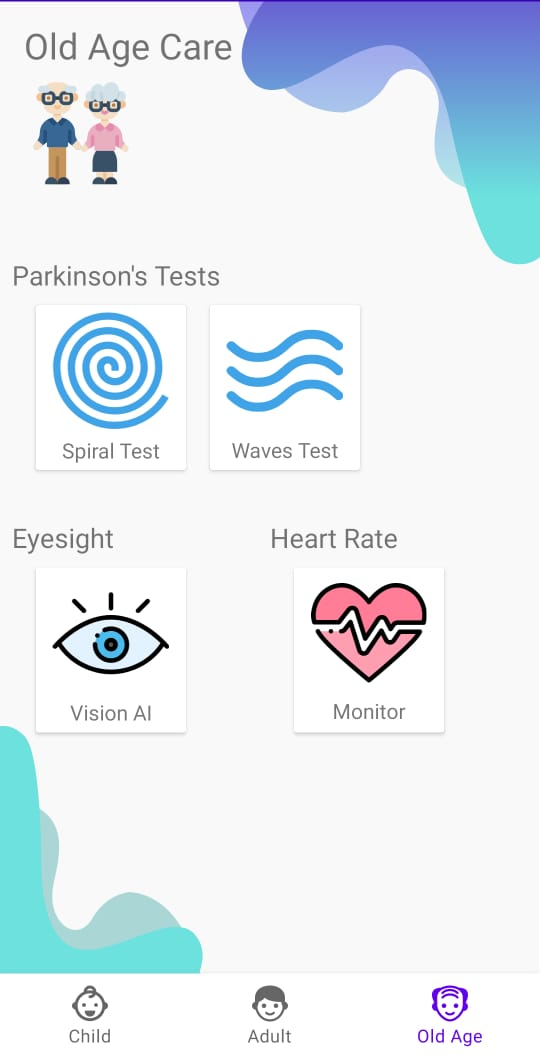 Old Age Care
Parkinson's Tests
Spiral Test
Waves Test
Eyesight
Heart Rate
Vision AI
Monitor
Child
Adult
Old Age